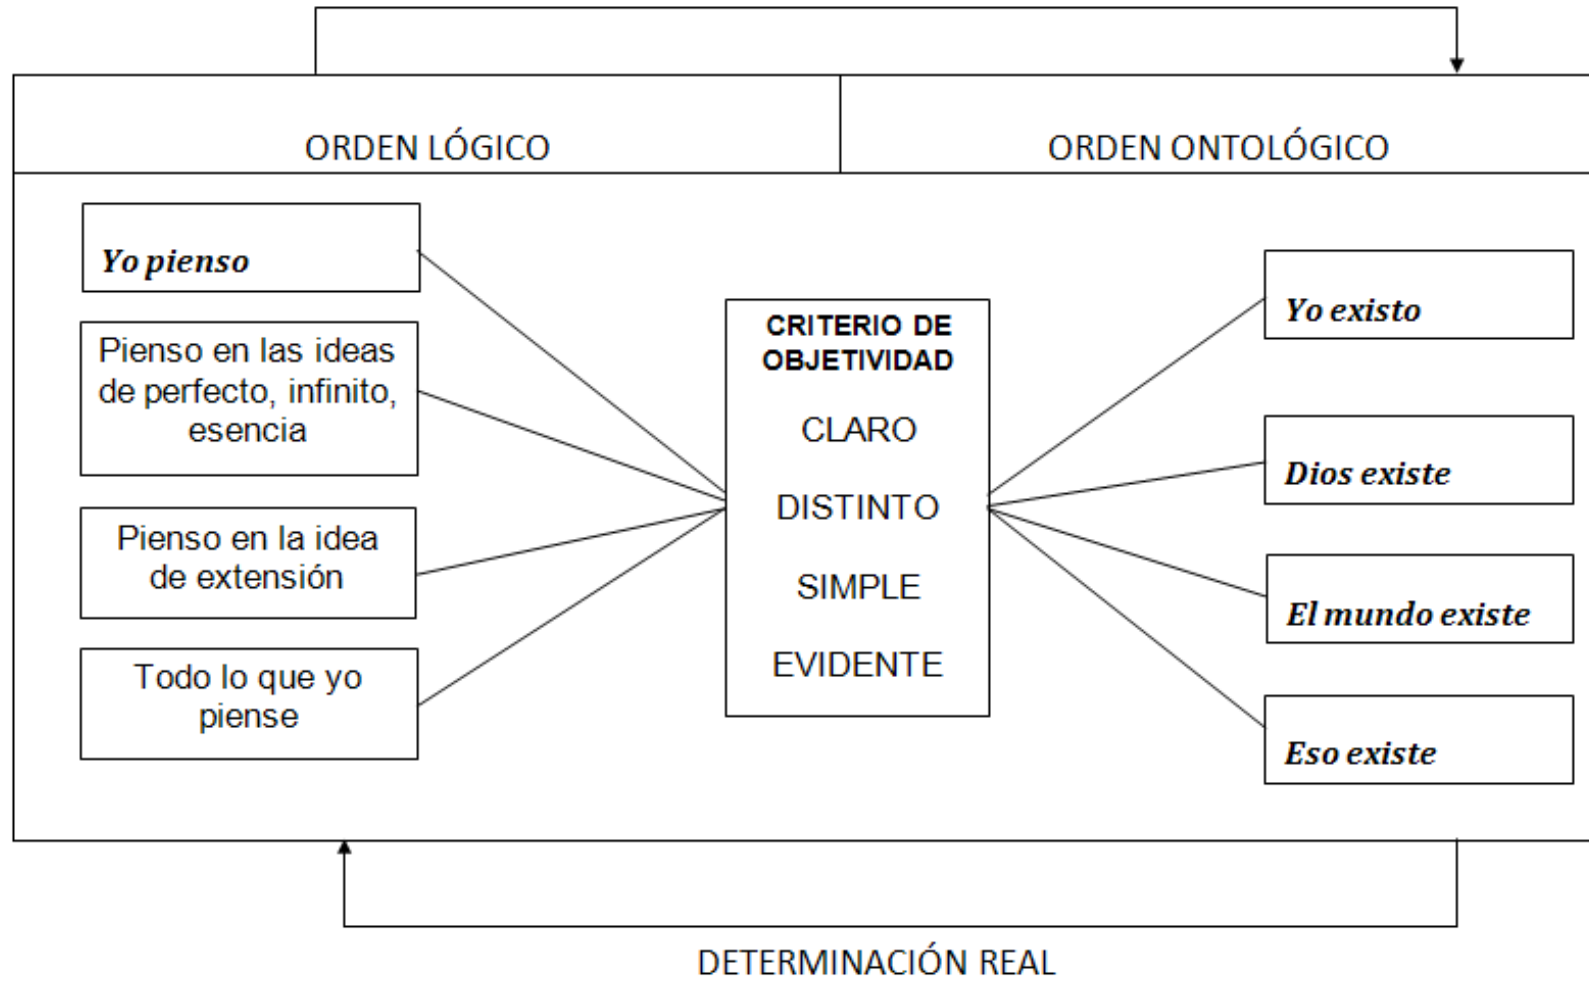 ORDEN LÓGICO
ORDEN ONTOLÓGICO
Yo pienso
Pienso en las ideas
de perfecto, infinito,
esencia
Pienso en la idea
de extensión
Todo lo que yo
piense
CRITERIO DE
OBJETIVIDAD
CLARO
DISTINTO
SIMPLE
EVIDENTE
Yo existo
Dios existe
El mundo existe
Eso existe
DETERMINACIÓN REAL